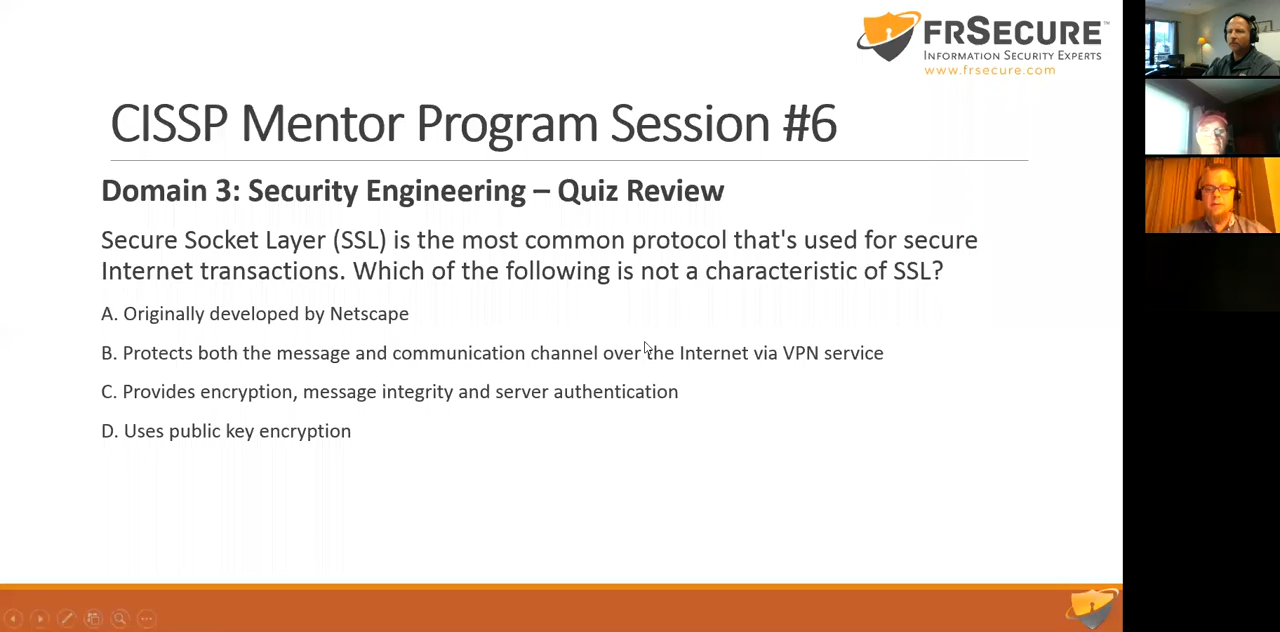 FRSECURE™
INFORMATION SECURITY EXPERTS
www.frsecure.com
CISSP Mentor Program Session #6
Domain 3: Security Engineering – Quiz Review
Secure Socket Layer (SSL) is the most common protocol that's used for secure
Internet transactions. Which of the following is not a characteristic of SSL?
A. Originally developed by Netscape
B. Protects both the message and communication channel over the Internet via VPN service
C. Provides encryption, message integrity and server authentication
D. Uses public key encryption